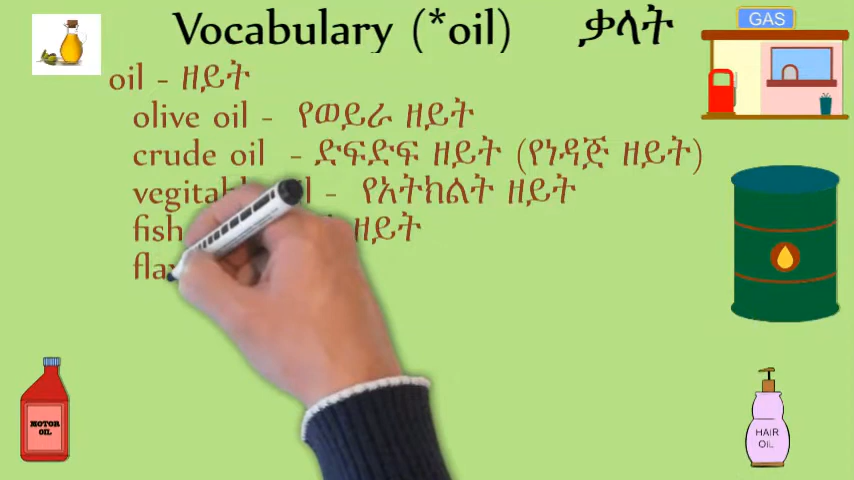 Vocabulary (*oil) ቃላት
GAS
oil - ዘይት
olive oil - የወይራ ዘይት
crude oil - ድፍድፍ ዘይት (የነዳጅ ዘይት)
የአትክልት ዘይት
fish ዘይት
MOTOR
OIL
HAIR
OIL